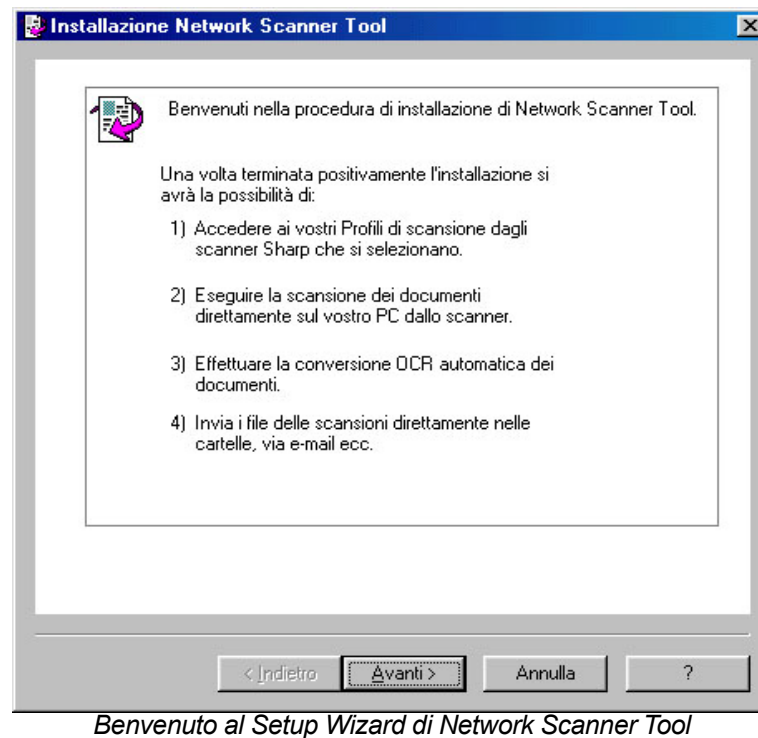 Installazione Network Scanner Tool
Benvenuti nella procedura di installazione di Network Scanner Tool.
Una volta terminata positivamente l'installazione si
avrà la possibilità di:
1) Accedere ai vostri Profili di scansione dagli
scanner Sharp che si selezionano.
2) Eseguire la scansione dei documenti
direttamente sul vostro PC dallo scanner.
3) Effettuare la conversione OCR automatica dei
documenti.
4) Invia i file delle scansioni direttamente nelle
cartelle, via e-mail ecc.
< Indietro Avanti > Annulla ?
Benvenuto al Setup Wizard di Network Scanner Tool